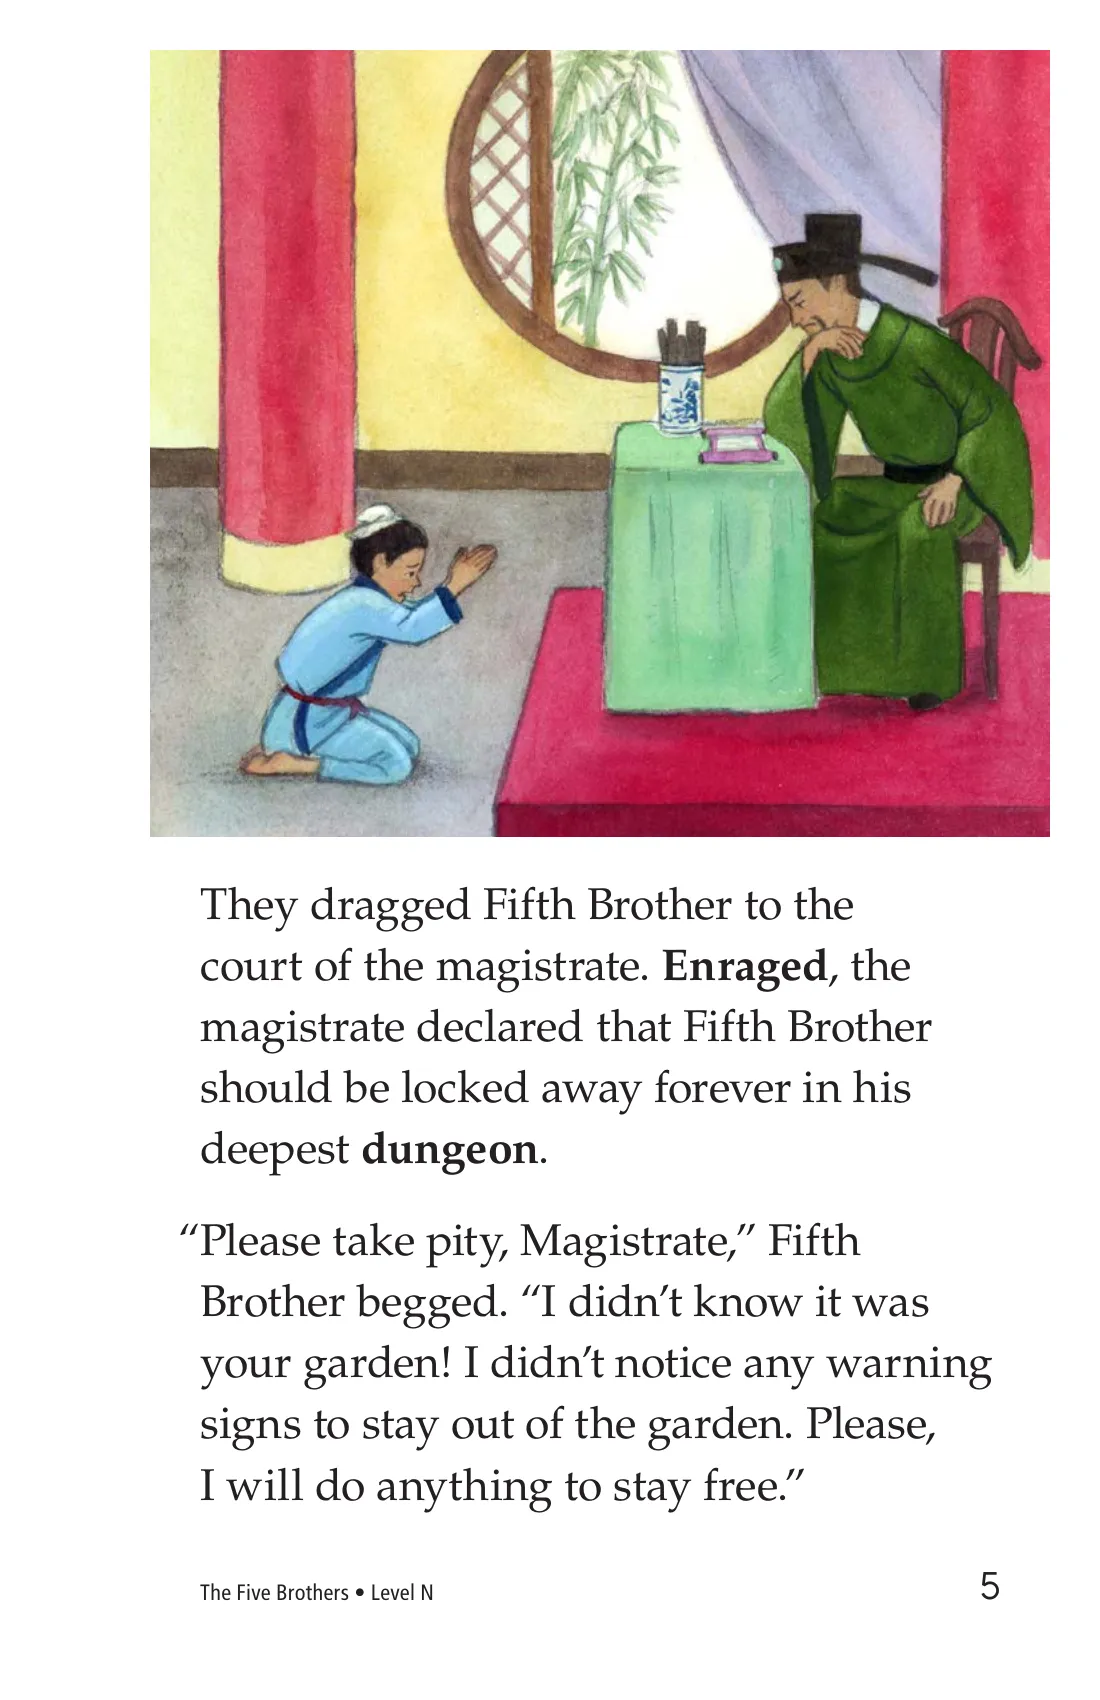 They dragged Fifth Brother to the
court of the magistrate. Enraged, the
magistrate declared that Fifth Brother
should be locked away forever in his
deepest dungeon.
“Please take pity, Magistrate,” Fifth
Brother begged. “I didn’t know it was
your garden! I didn’t notice any warning
signs to stay out of the garden. Please,
I will do anything to stay free.”
The Five Brothers • Level N
5